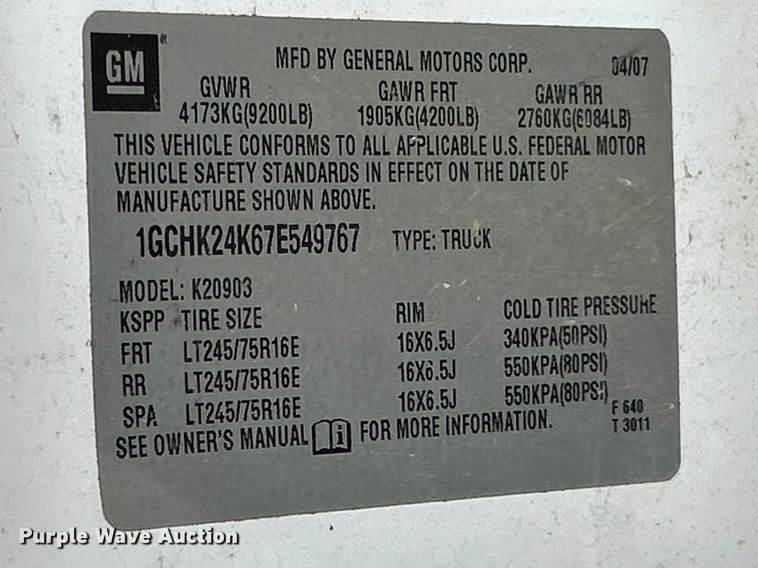 GM MFD BY GENERAL MOTORS CORP. 04/07
GVWR GAWR FRT GAWR RR
4173KG(9200LB) 1905KG(4200LB) 2760KG(6084LB)
THIS VEHICLE CONFORMS TO ALL APPLICABLE U.S. FEDERAL MOTOR
VEHICLE SAFETY STANDARDS IN EFFECT ON THE DATE OF
MANUFACTURE SHOWN ABOVE.
1GCHK24K67E549767 TYPE: TRUCK
MODEL: K20903
KSPP TIRE SIZE RIM COLD TIRE PRESSURE
FRT LT245/75R16E 16X6.5J 340KPA(50PSI)
RR LT245/75R16E 16X6.5J 550KPA(80PSI)
SPA LT245/75R16E 16X6.5J 550KPA(80PSI)
SEE OWNER'S MANUAL i FOR MORE INFORMATION.
F 640
T 3011
Purple Wave Auction